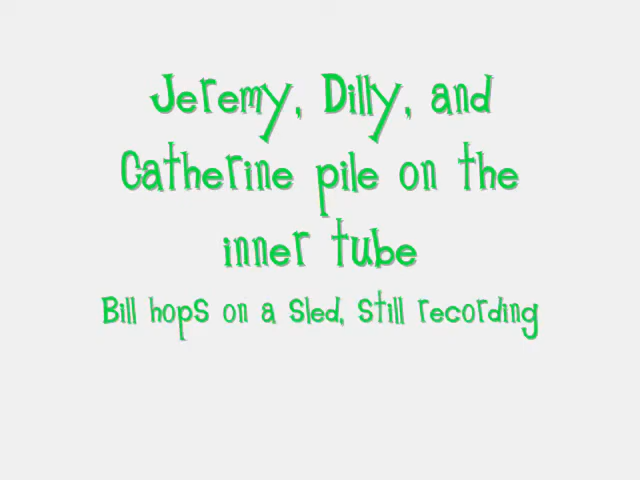 Jeremy, Dilly, and
Catherine pile on the
inner tube
Bill hops on a sled, still recording